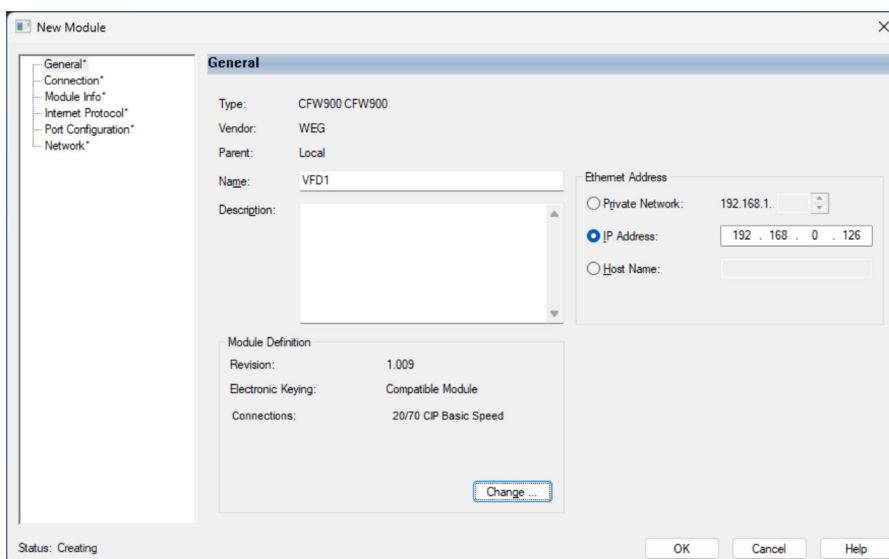 New Module
General*
Connection*
Module Info*
Internet Protocol*
Port Configuration*
Network*
General
Type: CFW900 CFW900
Vendor: WEG
Parent: Local
Name: VFD1
Description:
Ethernet Address
Private Network: 192.168.1.
IP Address: 192 . 168 . 0 . 126
Host Name:
Module Definition
Revision: 1.009
Electronic Keying: Compatible Module
Connections: 20/70 CIP Basic Speed
Change ...
Status: Creating
OK Cancel Help